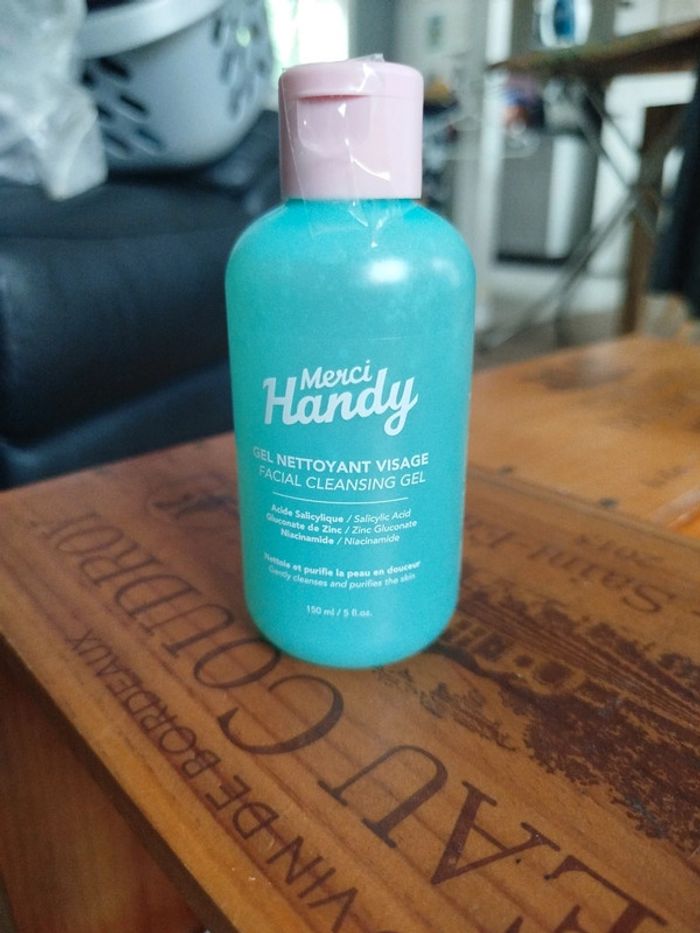 Merci
Handy
GEL NETTOYANT VISAGE
FACIAL CLEANSING GEL
Acide Salicylique / Salicylic Acid
Gluconate de Zinc / Zinc Gluconate
Niacinamide / Niacinamide
Nettoie et purifie la peau en douceur
Gently cleanses and purifies the skin
150 ml / 5 fl.oz.
VIN DE BORDEAUX